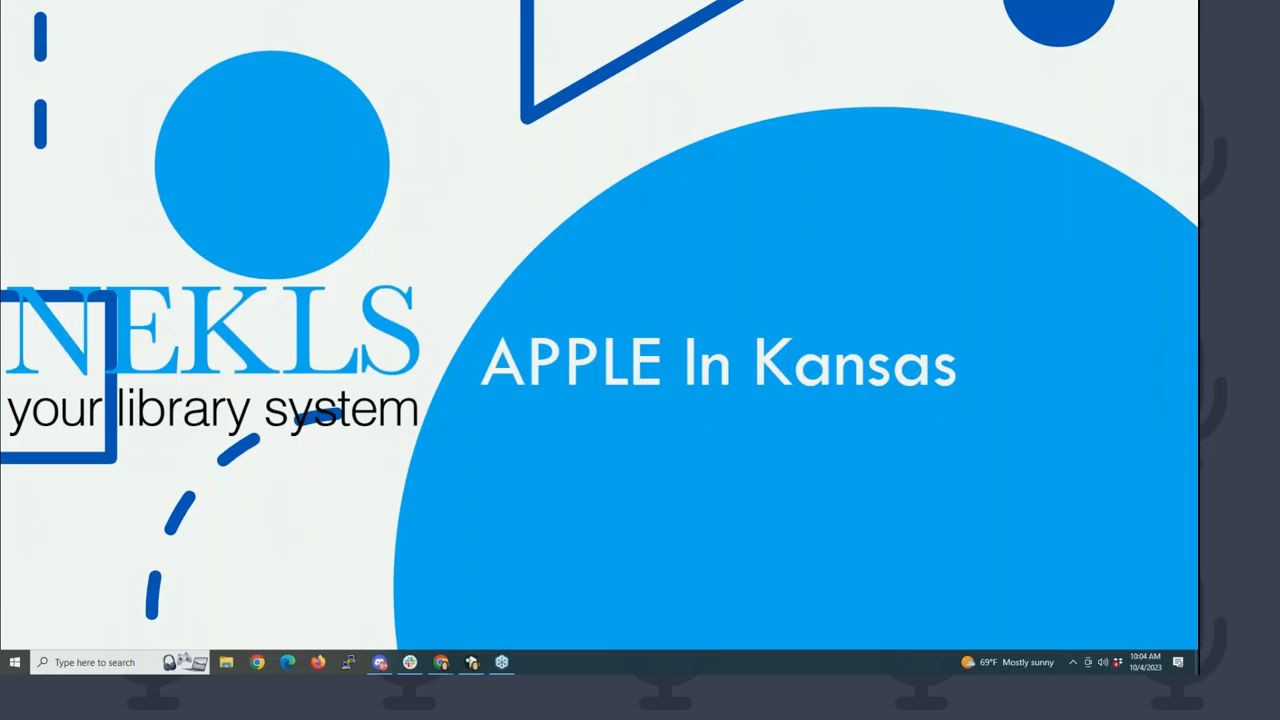 NEKLS
your library system
APPLE In Kansas
Type here to search
69°F Mostly sunny
10:04 AM
10/4/2023